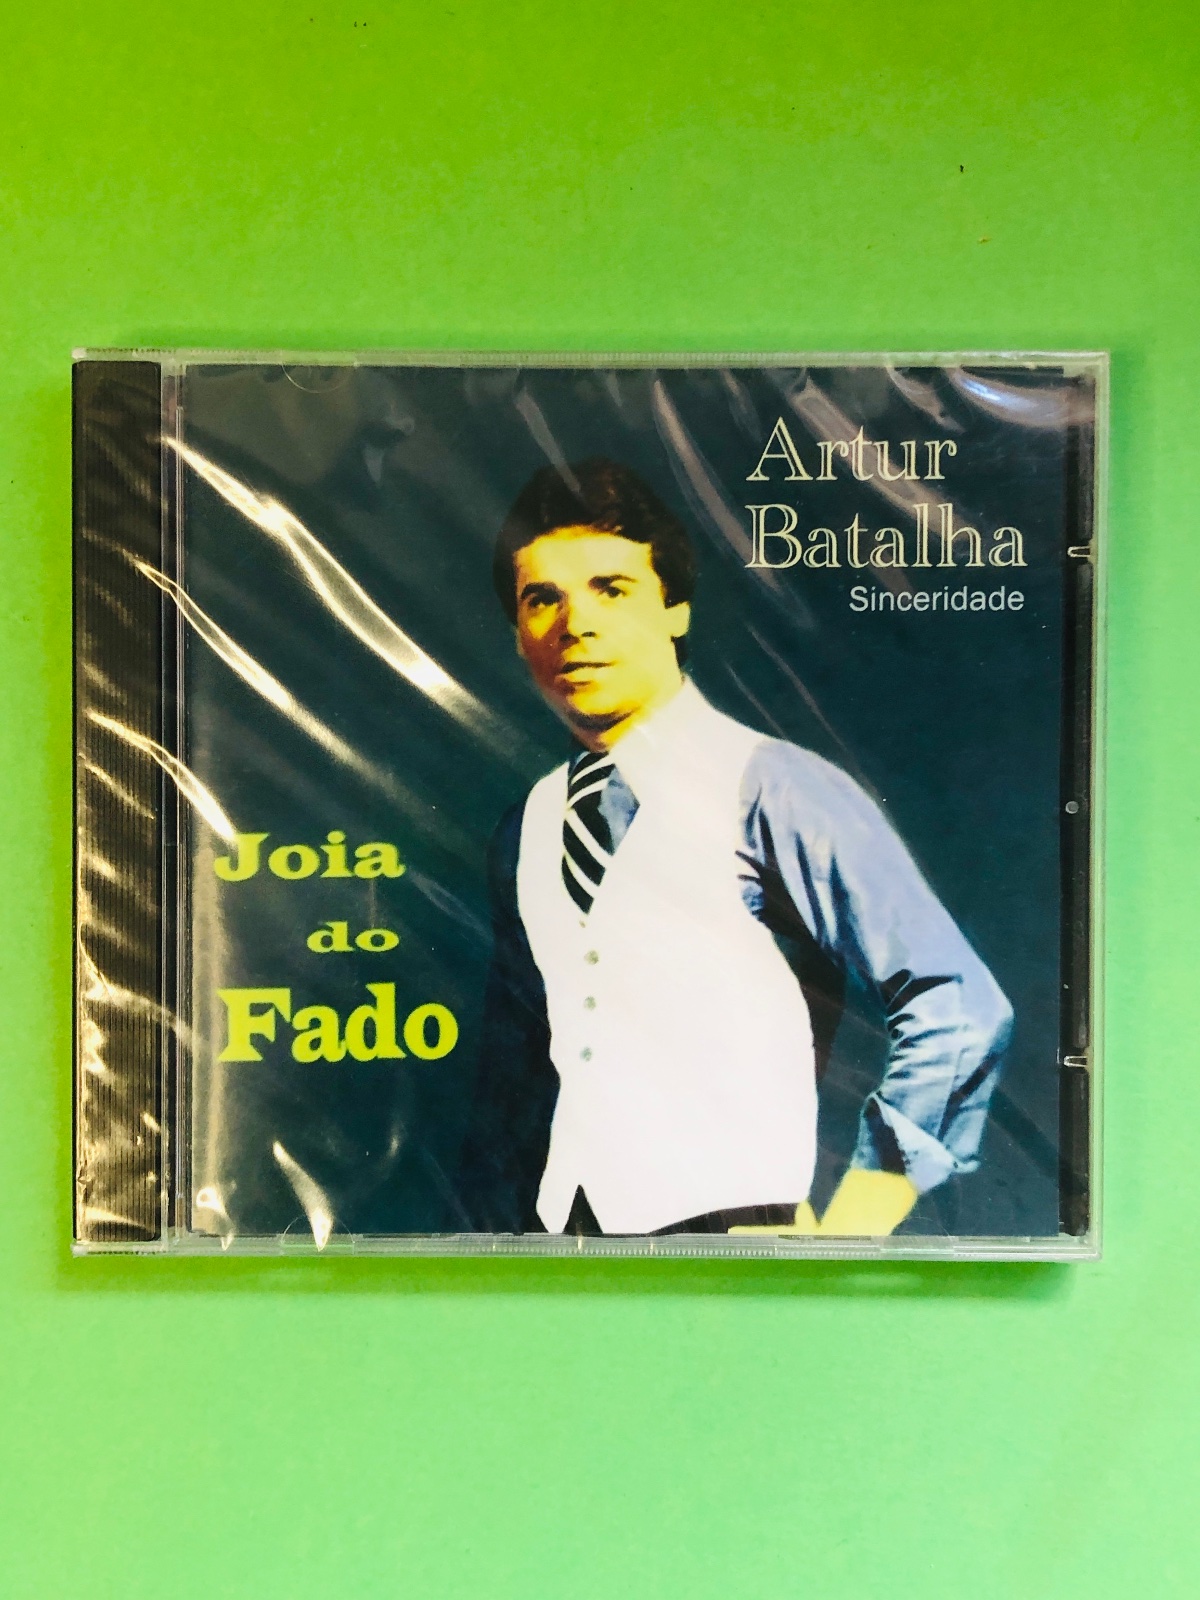 Artur
Batalha
Sinceridade
Joia
do
Fado